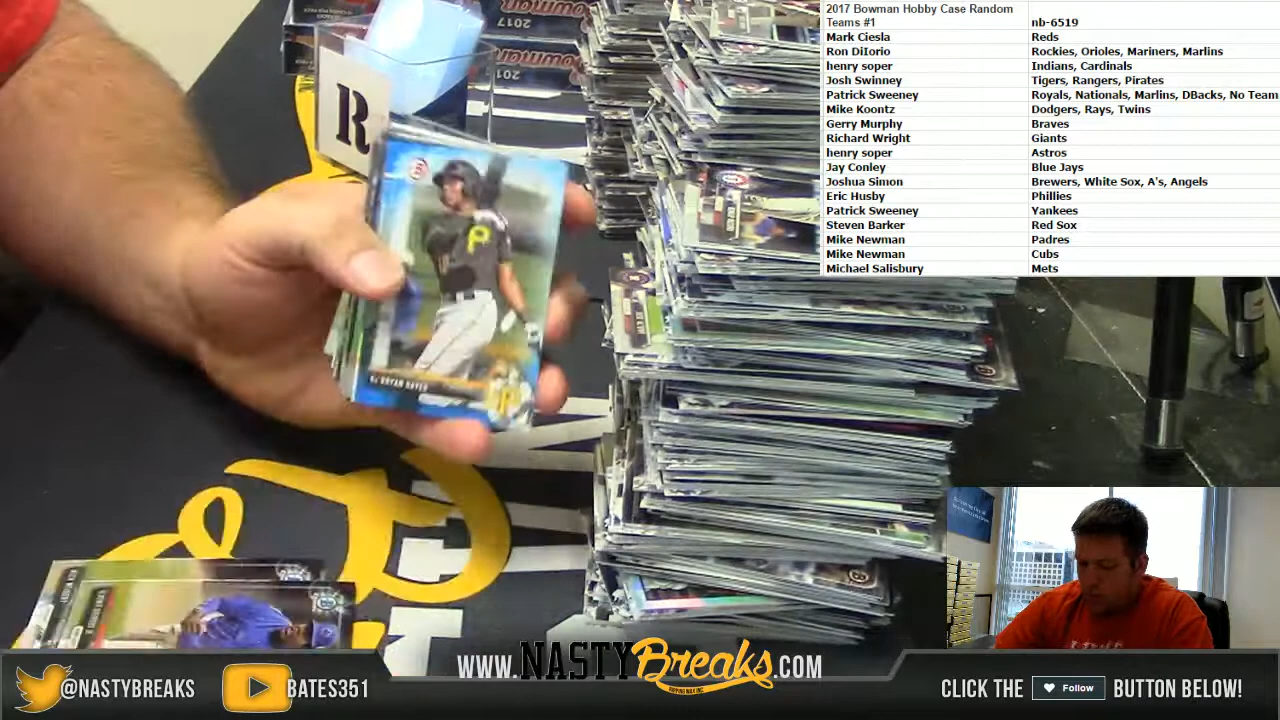 2017 Bowman Hobby Case Random
Teams #1 nb-6519
Mark Ciesla Reds
Ron DiIorio Rockies, Orioles, Mariners, Marlins
henry soper Indians, Cardinals
Josh Swinney Tigers, Rangers, Pirates
Patrick Sweeney Royals, Nationals, Marlins, DBacks, No Team
Mike Koontz Dodgers, Rays, Twins
Gerry Murphy Braves
Richard Wright Giants
henry soper Astros
Jay Conley Blue Jays
Joshua Simon Brewers, White Sox, A's, Angels
Eric Husby Phillies
Patrick Sweeney Yankees
Steven Barker Red Sox
Mike Newman Padres
Mike Newman Cubs
Michael Salisbury Mets
2017
R
P
@NASTYBREAKS
BATES351
WWW.NASTYBreaks.COM
CLICK THE Follow BUTTON BELOW!